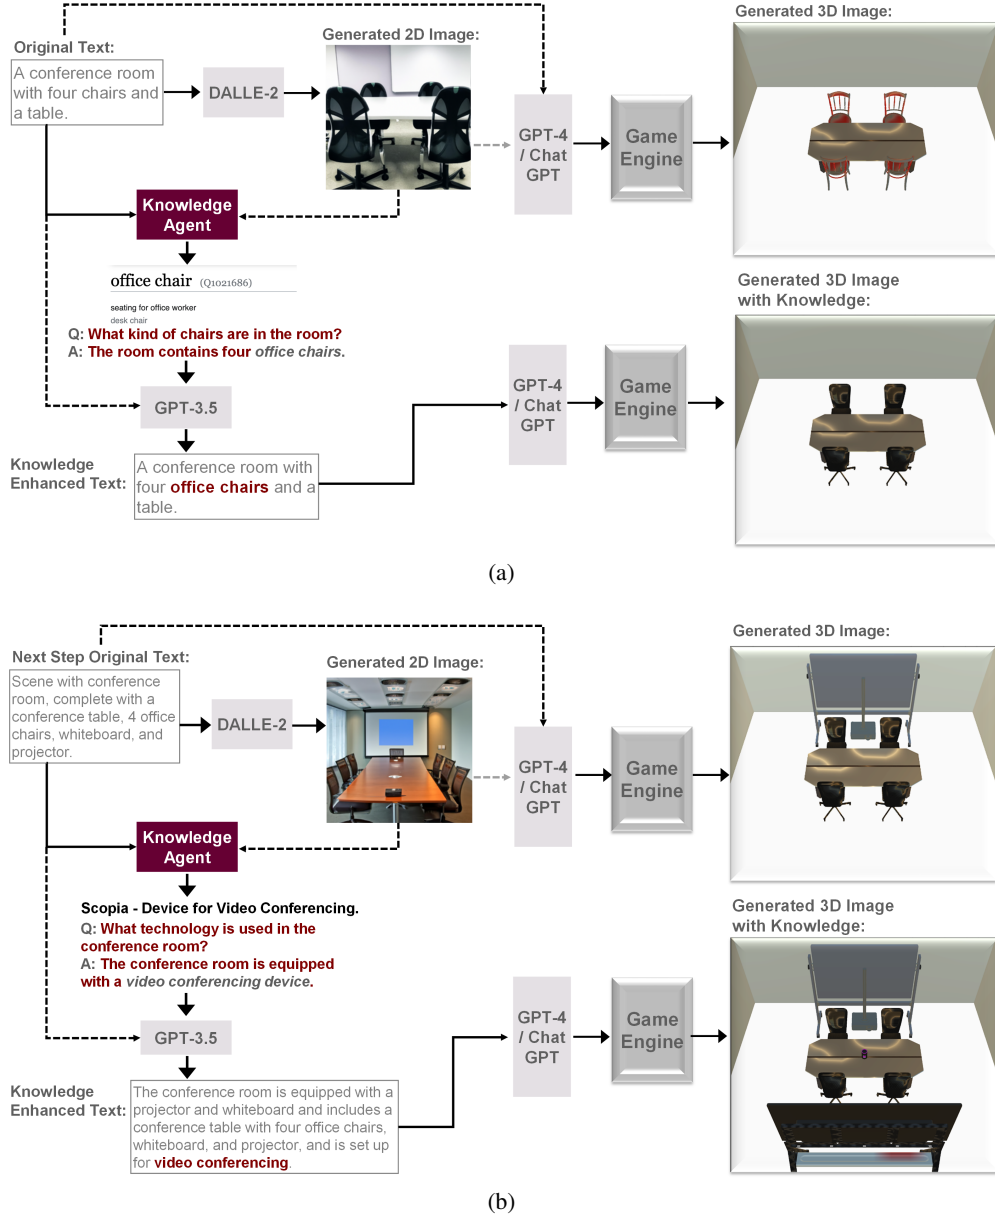 Original Text:
A conference room
with four chairs and
a table.
DALLE-2
Generated 2D Image:
GPT-4
/ Chat
GPT
Game
Engine
Generated 3D Image:
Knowledge
Agent
office chair (Q1021686)
seating for office worker
desk chair
Q: What kind of chairs are in the room?
A: The room contains four office chairs.
GPT-3.5
Knowledge
Enhanced Text:
A conference room with
four office chairs and a
table.
GPT-4
/ Chat
GPT
Game
Engine
Generated 3D Image
with Knowledge:
(a)
Next Step Original Text:
Scene with conference
room, complete with a
conference table, 4 office
chairs, whiteboard, and
projector.
DALLE-2
Generated 2D Image:
GPT-4
/ Chat
GPT
Game
Engine
Generated 3D Image:
Knowledge
Agent
Scopia - Device for Video Conferencing.
Q: What technology is used in the
conference room?
A: The conference room is equipped
with a video conferencing device.
GPT-3.5
Knowledge
Enhanced Text:
The conference room is equipped with a
projector and whiteboard and includes a
conference table with four office chairs,
whiteboard, and projector, and is set up
for video conferencing.
GPT-4
/ Chat
GPT
Game
Engine
Generated 3D Image
with Knowledge:
(b)